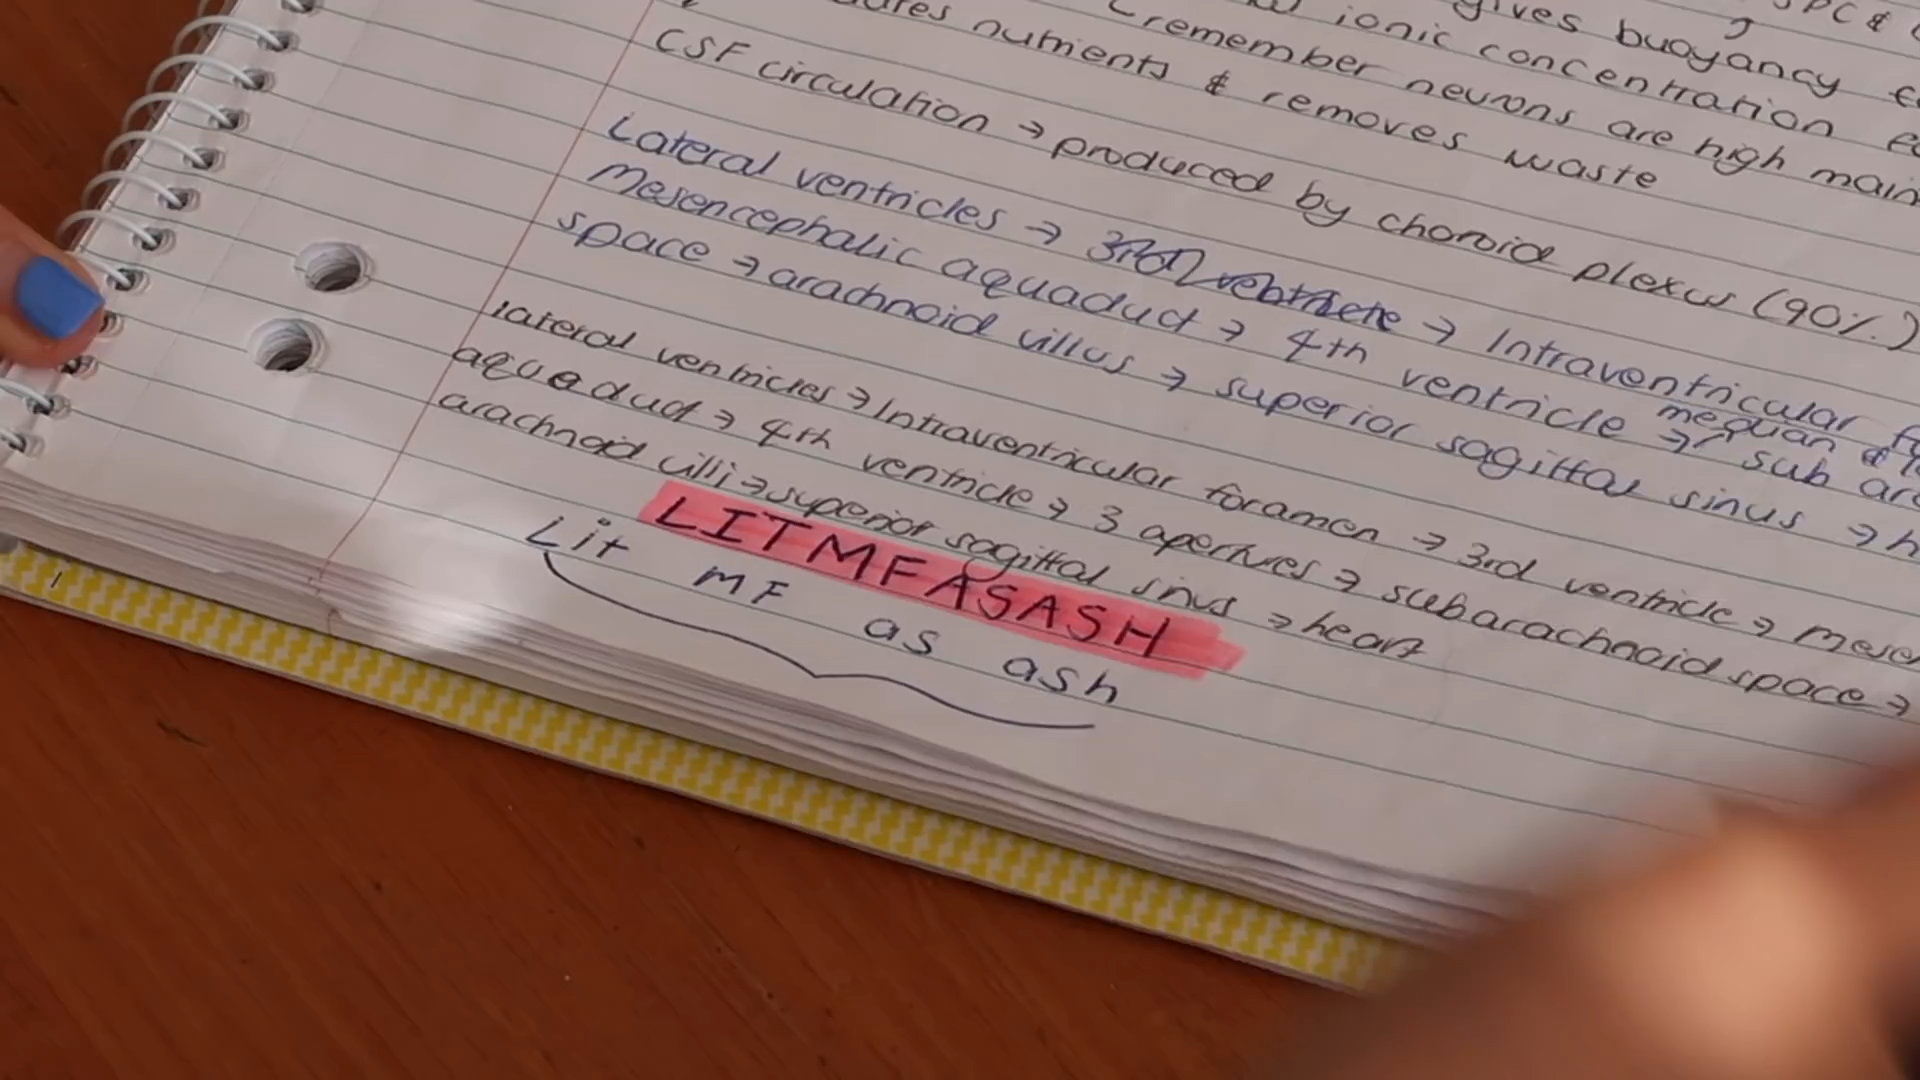 SPC &
gives buoyancy
ionic concentration
remember neurons are high main
nutrients & removes waste
CSF circulation → produced by choroid plexus (90%)
Lateral ventricles → → Intraventricular
Mesencephalic aquaduct → 4th ventricle → median & sub
space → arachnoid villus → superior sagittal sinus →
lateral ventricles → Intraventricular foramen → 3rd ventricle →
aquaduct → 4th ventricle → 3 apertures → subarachnoid space →
arachnoid villi → superior sagittal sinus → heart
LITMFASASH
Lit MF as ash